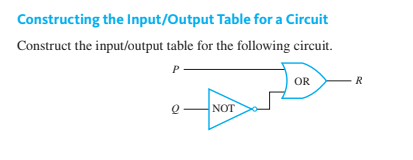 Constructing the Input/Output Table for a Circuit
Construct the input/output table for the following circuit.
P
OR
R
Q
NOT